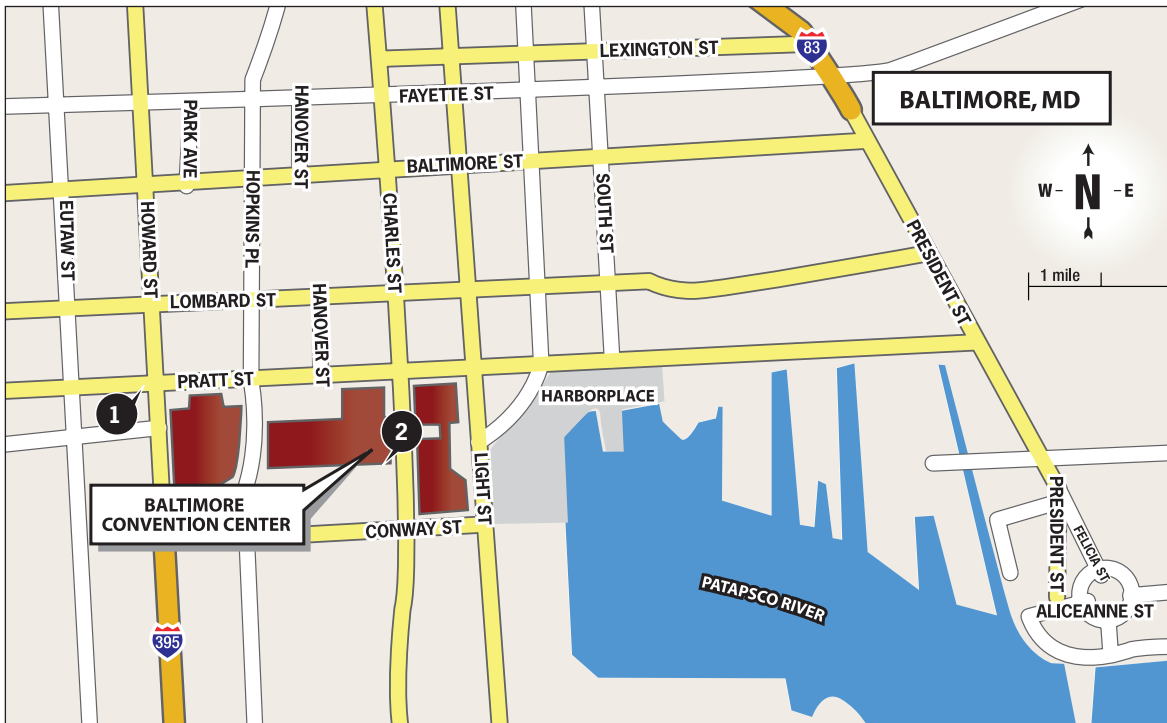 LEXINGTON ST
83
FAYETTE ST
BALTIMORE, MD
PARK AVE
HANOVER ST
BALTIMORE ST
W- N -E
EUTAW ST
HOWARD ST
HOPKINS PL
CHARLES ST
SOUTH ST
PRESIDENT ST
1 mile
LOMBARD ST
HANOVER ST
PRATT ST
HARBORPLACE
1
2
BALTIMORE
CONVENTION CENTER
LIGHT ST
CONWAY ST
PRESIDENT ST
FELICIA ST
PATAPSCO RIVER
ALICEANNE ST
395